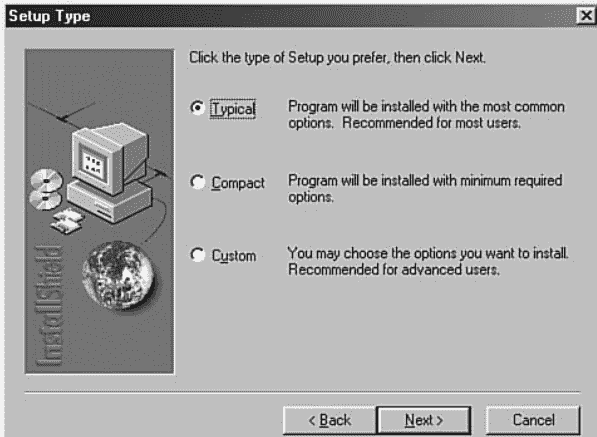 Setup Type
Click the type of Setup you prefer, then click Next.
Typical
Program will be installed with the most common
options. Recommended for most users.
Compact
Program will be installed with minimum required
options.
Custom
You may choose the options you want to install.
Recommended for advanced users.
InstallShield
< Back
Next >
Cancel